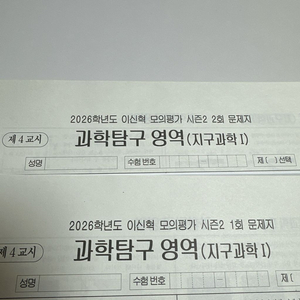 2026학년도 이신혁 모의평가 시즌2 2회 문제지
제 4 교시 과학탐구 영역(지구과학 I)
성명 수험 번호 - 제 ( ) 선택
2026학년도 이신혁 모의평가 시즌2 1회 문제지
제 4 교시 과학탐구 영역(지구과학 I)
성명 수험 번호 - 제 (